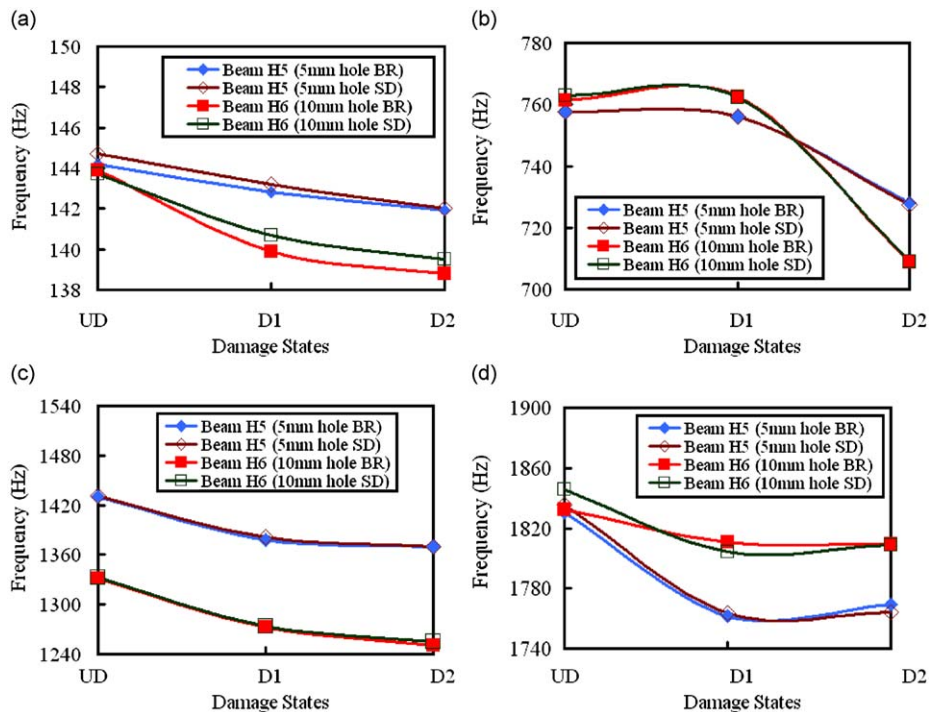 (a)
150
148
146
144
142
140
138
Frequency (Hz)
Beam H5 (5mm hole BR)
Beam H5 (5mm hole SD)
Beam H6 (10mm hole BR)
Beam H6 (10mm hole SD)
UD D1 D2
Damage States
(b)
780
760
740
720
700
Frequency (Hz)
Beam H5 (5mm hole BR)
Beam H5 (5mm hole SD)
Beam H6 (10mm hole BR)
Beam H6 (10mm hole SD)
UD D1 D2
Damage States
(c)
1540
1480
1420
1360
1300
1240
Frequency (Hz)
Beam H5 (5mm hole BR)
Beam H5 (5mm hole SD)
Beam H6 (10mm hole BR)
Beam H6 (10mm hole SD)
UD D1 D2
Damage States
(d)
1900
1860
1820
1780
1740
Frequency (Hz)
Beam H5 (5mm hole BR)
Beam H5 (5mm hole SD)
Beam H6 (10mm hole BR)
Beam H6 (10mm hole SD)
UD D1 D2
Damage States